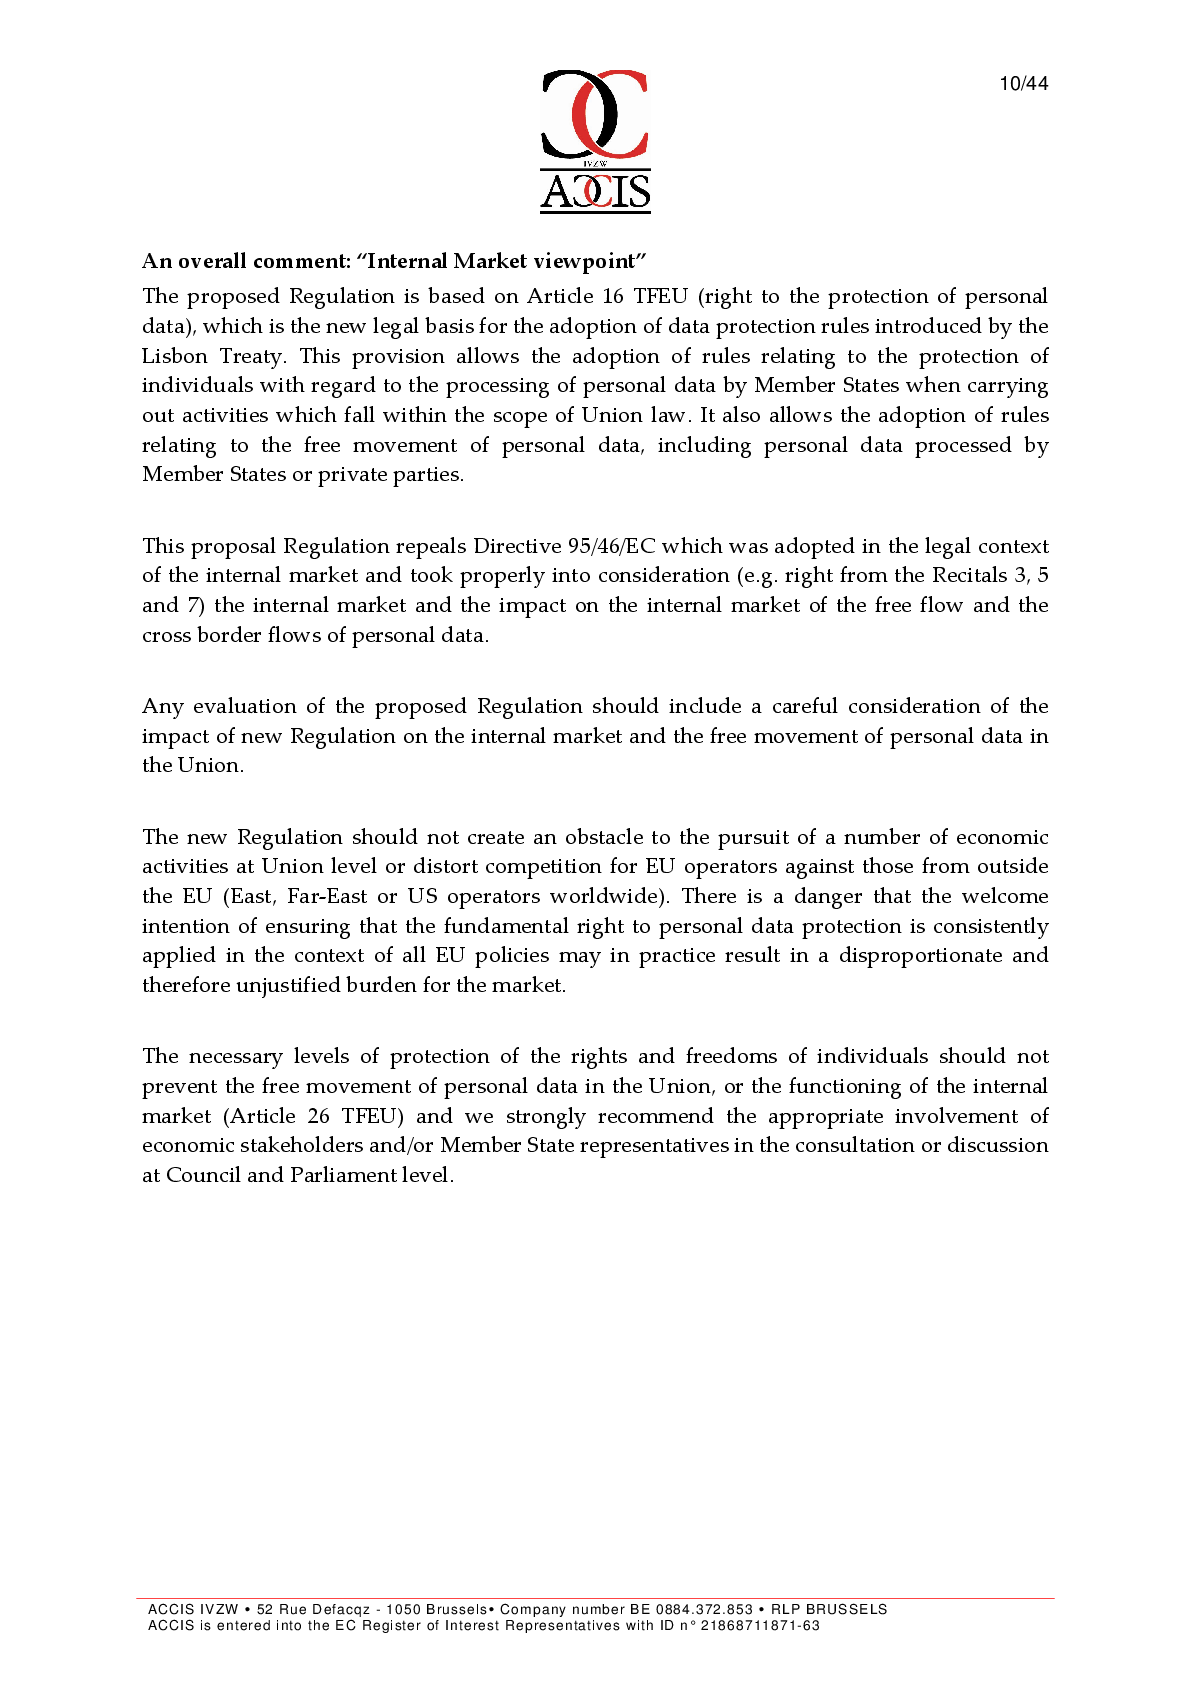 10/44
IVZW
ACCIS
An overall comment: “Internal Market viewpoint”
The proposed Regulation is based on Article 16 TFEU (right to the protection of personal
data), which is the new legal basis for the adoption of data protection rules introduced by the
Lisbon Treaty. This provision allows the adoption of rules relating to the protection of
individuals with regard to the processing of personal data by Member States when carrying
out activities which fall within the scope of Union law. It also allows the adoption of rules
relating to the free movement of personal data, including personal data processed by
Member States or private parties.
This proposal Regulation repeals Directive 95/46/EC which was adopted in the legal context
of the internal market and took properly into consideration (e.g. right from the Recitals 3, 5
and 7) the internal market and the impact on the internal market of the free flow and the
cross border flows of personal data.
Any evaluation of the proposed Regulation should include a careful consideration of the
impact of new Regulation on the internal market and the free movement of personal data in
the Union.
The new Regulation should not create an obstacle to the pursuit of a number of economic
activities at Union level or distort competition for EU operators against those from outside
the EU (East, Far-East or US operators worldwide). There is a danger that the welcome
intention of ensuring that the fundamental right to personal data protection is consistently
applied in the context of all EU policies may in practice result in a disproportionate and
therefore unjustified burden for the market.
The necessary levels of protection of the rights and freedoms of individuals should not
prevent the free movement of personal data in the Union, or the functioning of the internal
market (Article 26 TFEU) and we strongly recommend the appropriate involvement of
economic stakeholders and/or Member State representatives in the consultation or discussion
at Council and Parliament level.
ACCIS IVZW • 52 Rue Defacqz - 1050 Brussels• Company number BE 0884.372.853 • RLP BRUSSELS
ACCIS is entered into the EC Register of Interest Representatives with ID n° 21868711871-63